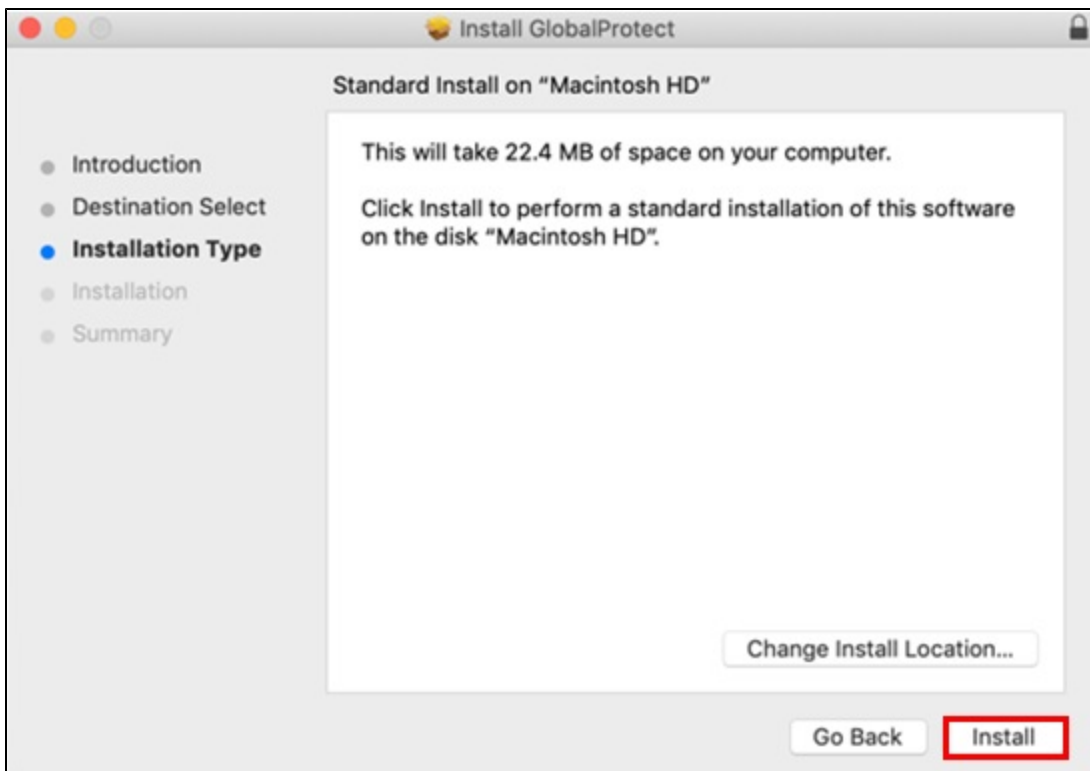 Install GlobalProtect
Standard Install on “Macintosh HD”
Introduction
Destination Select
Installation Type
Installation
Summary
This will take 22.4 MB of space on your computer.
Click Install to perform a standard installation of this software
on the disk “Macintosh HD”.
Change Install Location...
Go Back
Install